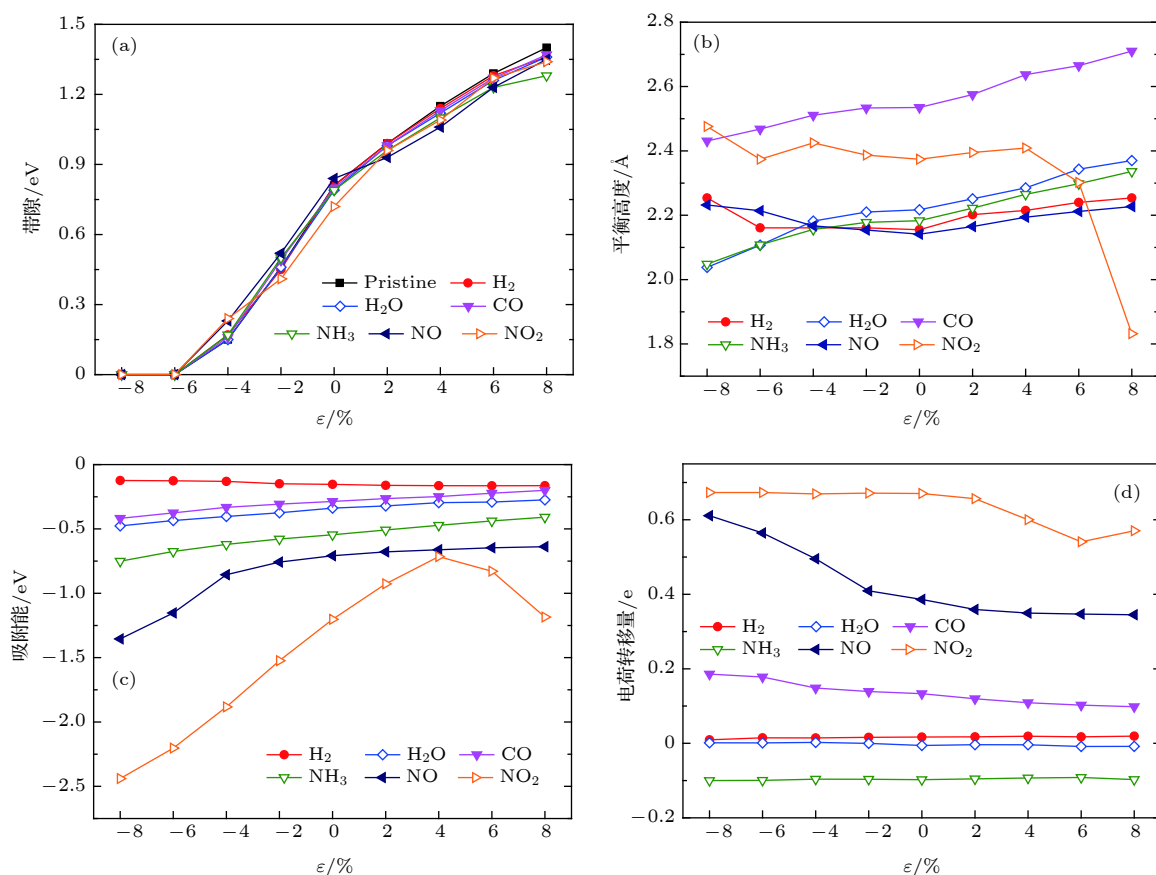 (a)
1.5
1.2
0.9
0.6
0.3
0
带隙/eV
Pristine H₂
H₂O CO
NH₃ NO NO₂
−8 −6 −4 −2 0 2 4 6 8
ε/%
(b)
2.8
2.6
2.4
2.2
2.0
1.8
平衡高度/Å
H₂ H₂O CO
NH₃ NO NO₂
−8 −6 −4 −2 0 2 4 6 8
ε/%
0
−0.5
−1.0
−1.5
−2.0
−2.5
吸附能/eV
(c)
H₂ H₂O CO
NH₃ NO NO₂
−8 −6 −4 −2 0 2 4 6 8
ε/%
(d)
0.6
0.4
0.2
0
−0.2
电荷转移量/e
H₂ H₂O CO
NH₃ NO NO₂
−8 −6 −4 −2 0 2 4 6 8
ε/%